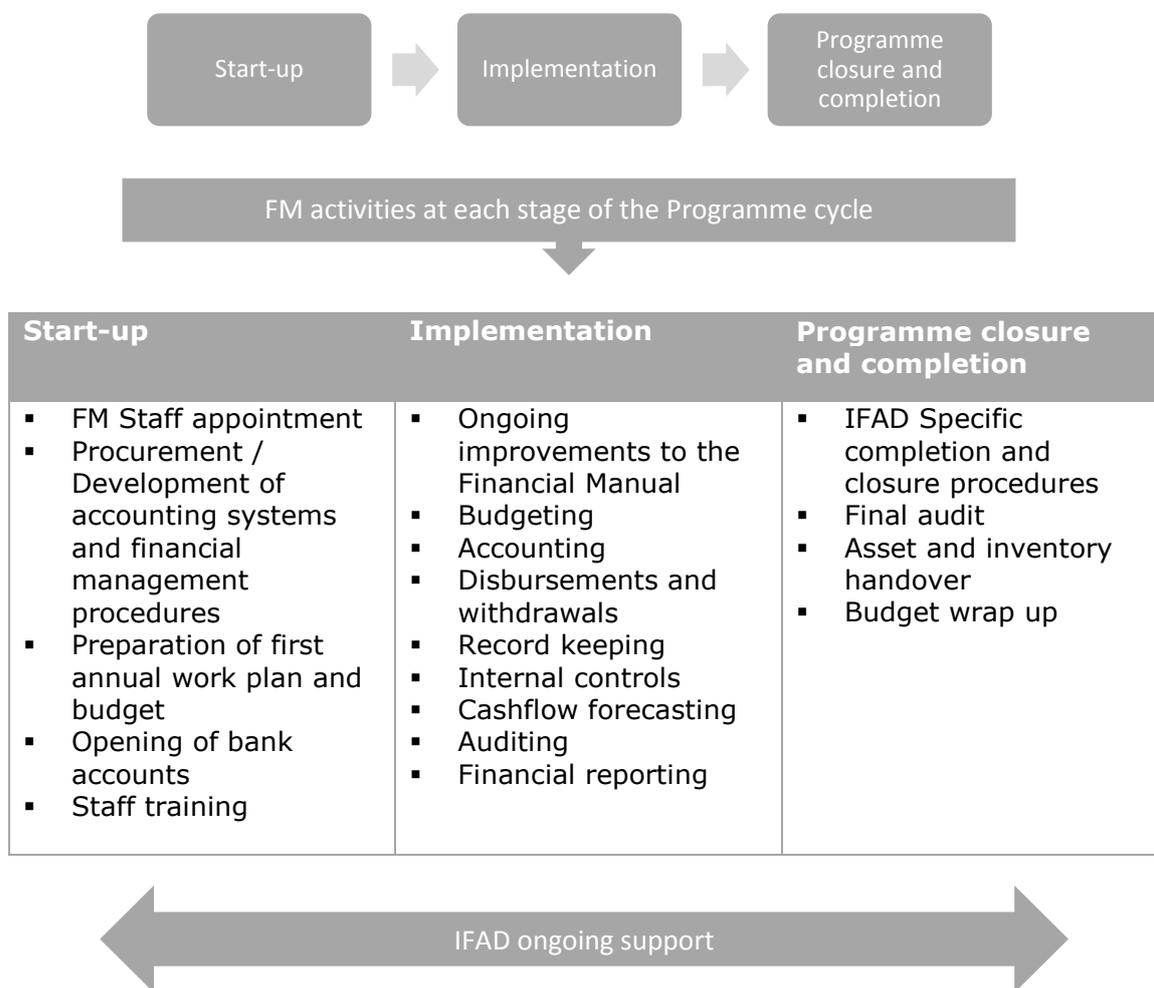 Start-up
Implementation
Programme
closure and
completion
FM activities at each stage of the Programme cycle
Start-up
Implementation
Programme closure
and completion
▪ FM Staff appointment
▪ Procurement /
Development of
accounting systems
and financial
management
procedures
▪ Preparation of first
annual work plan and
budget
▪ Opening of bank
accounts
▪ Staff training
▪ Ongoing
improvements to the
Financial Manual
▪ Budgeting
▪ Accounting
▪ Disbursements and
withdrawals
▪ Record keeping
▪ Internal controls
▪ Cashflow forecasting
▪ Auditing
▪ Financial reporting
▪ IFAD Specific
completion and
closure procedures
▪ Final audit
▪ Asset and inventory
handover
▪ Budget wrap up
IFAD ongoing support